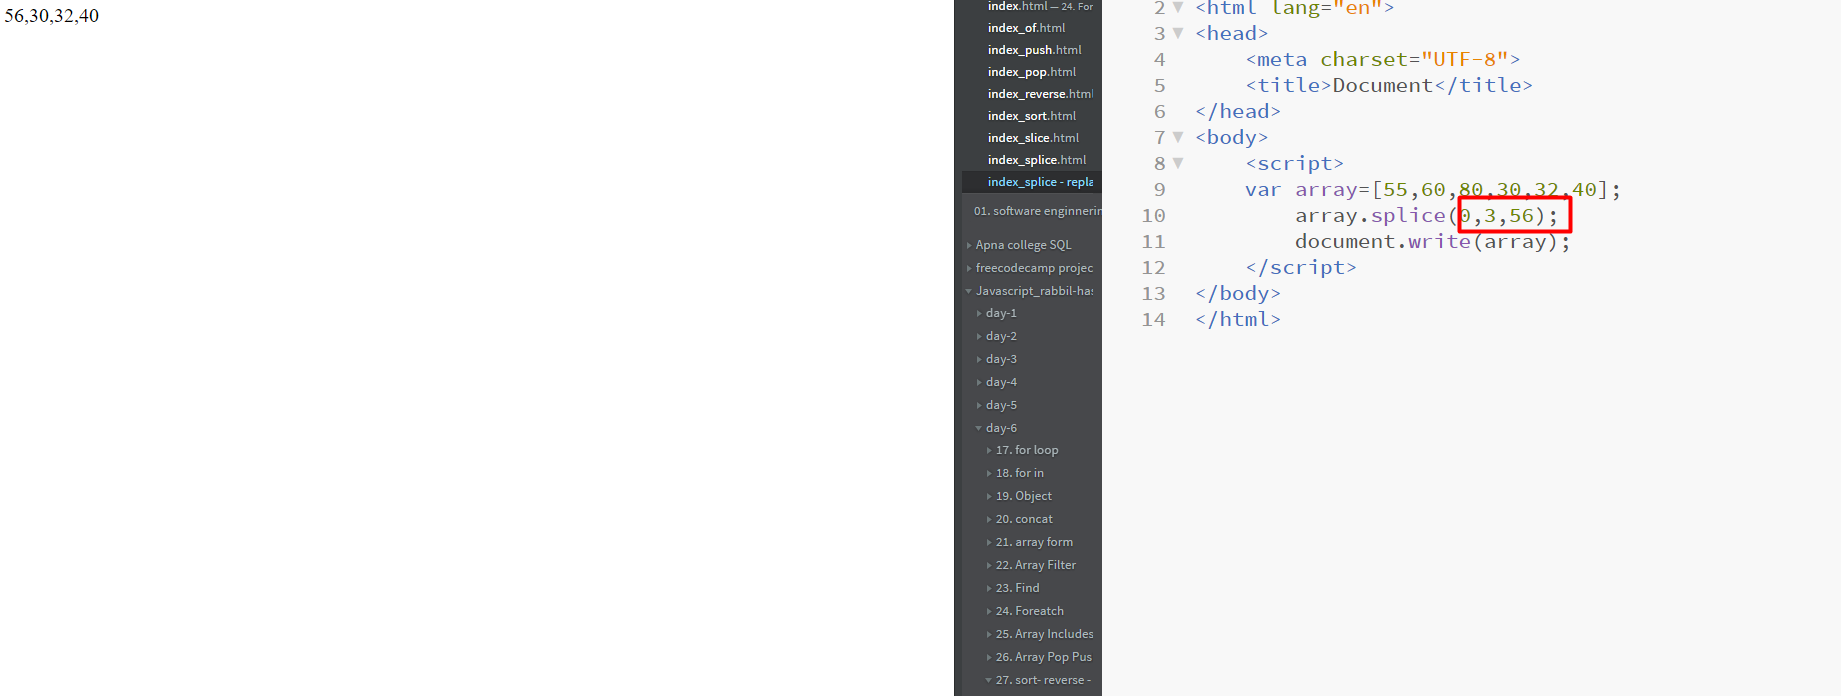 56,30,32,40
index.html — 24. For
index_of.html
index_push.html
index_pop.html
index_reverse.html
index_sort.html
index_slice.html
index_splice.html
index_splice - repla
01. software enginnerin
Apna college SQL
freecodecamp projec
Javascript_rabbil-has
day-1
day-2
day-3
day-4
day-5
day-6
17. for loop
18. for in
19. Object
20. concat
21. array form
22. Array Filter
23. Find
24. Foreatch
25. Array Includes
26. Array Pop Pus
27. sort- reverse -
2 <html lang="en">
3 <head>
4 <meta charset="UTF-8">
5 <title>Document</title>
6 </head>
7 <body>
8 <script>
9 var array=[55,60,80,30,32,40];
10 array.splice(0,3,56);
11 document.write(array);
12 </script>
13 </body>
14 </html>